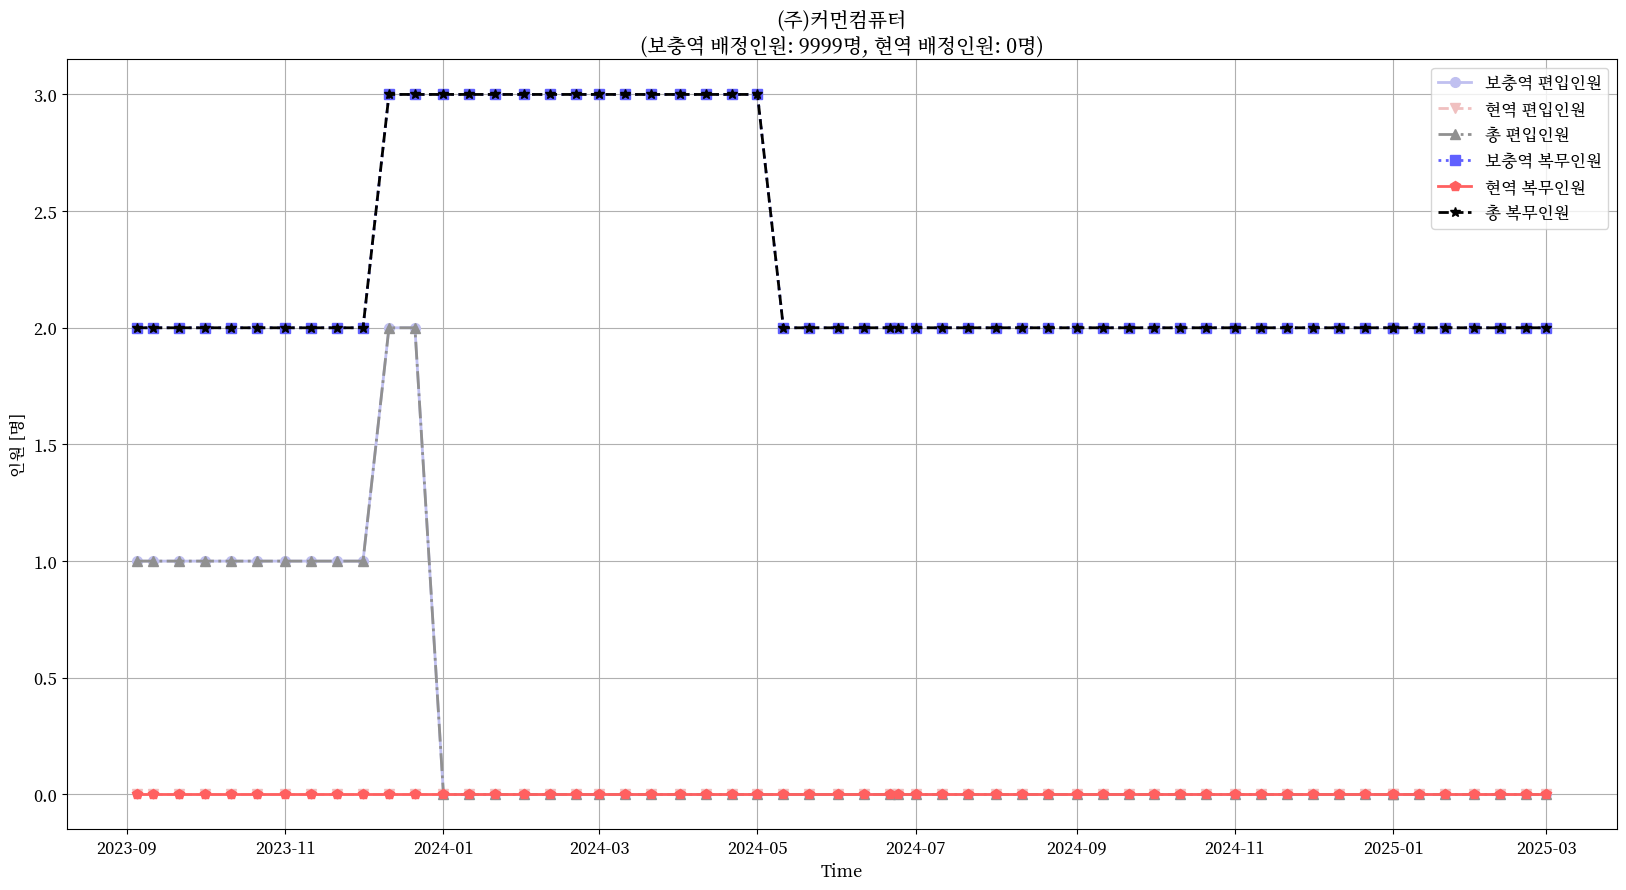 (주)커먼컴퓨터
(보충역 배정인원: 9999명, 현역 배정인원: 0명)
보충역 편입인원
현역 편입인원
총 편입인원
보충역 복무인원
현역 복무인원
총 복무인원
인원 [명]
3.0
2.5
2.0
1.5
1.0
0.5
0.0
2023-09
2023-11
2024-01
2024-03
2024-05
2024-07
2024-09
2024-11
2025-01
2025-03
Time